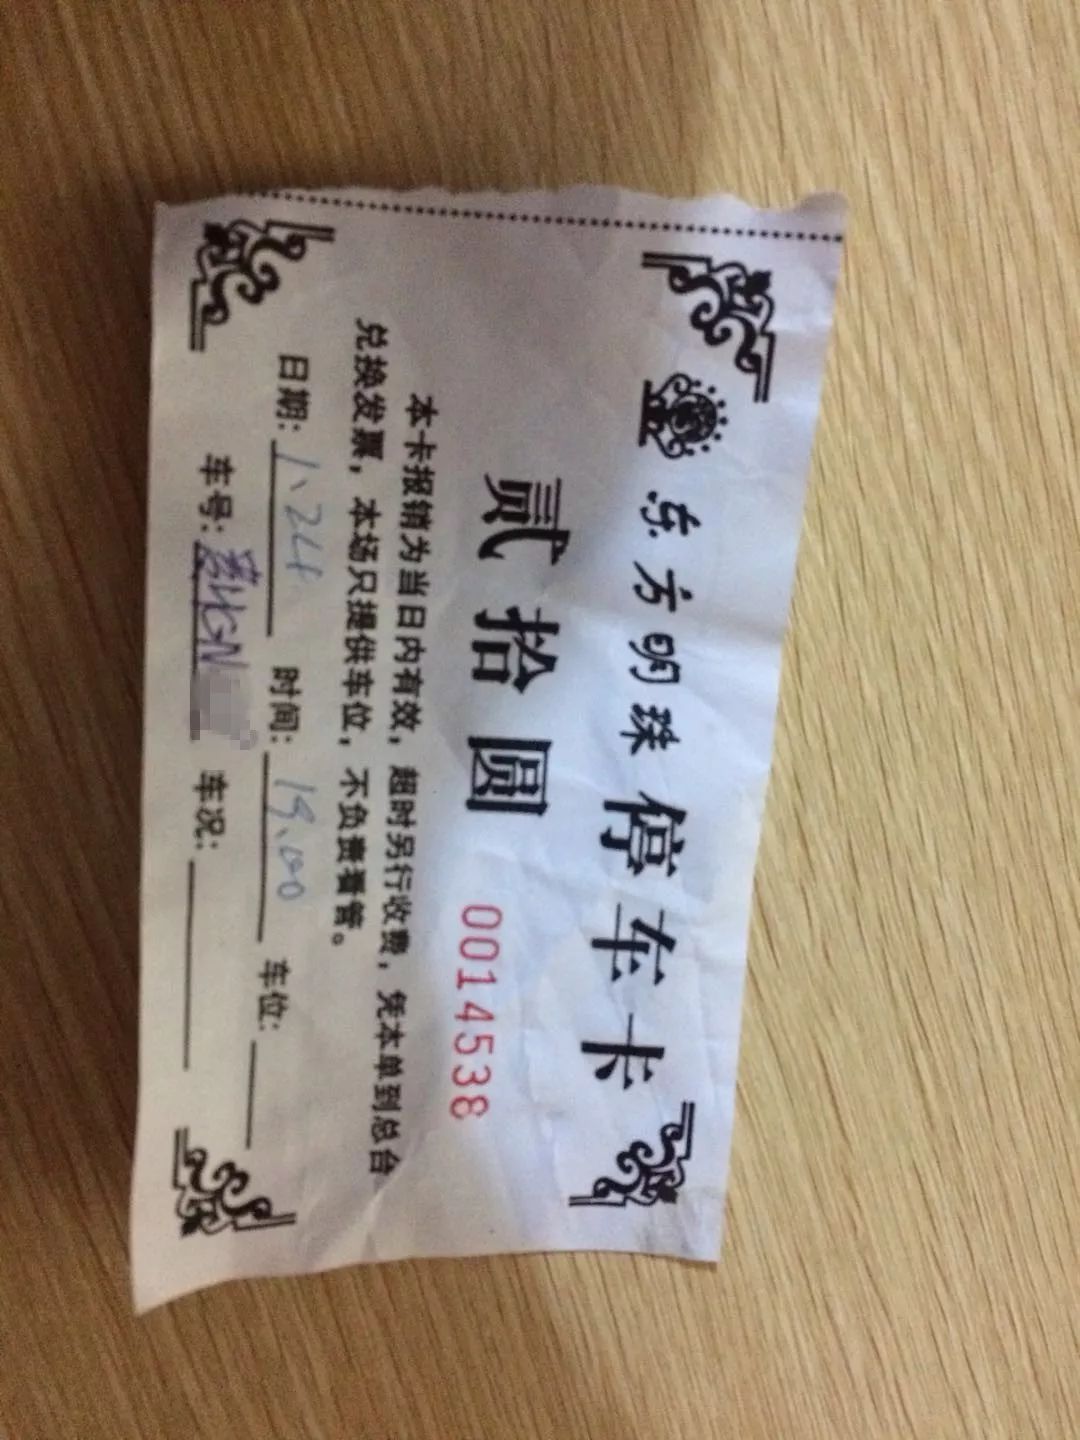 东方明珠停车卡
贰拾圆 0014538
本卡报销为当日内有效，超时另行收费，凭本单到总台
兑换发票，本场只提供车位，不负责看管。
日期：1.24 时间：19.00 车位：
车号： 车况：